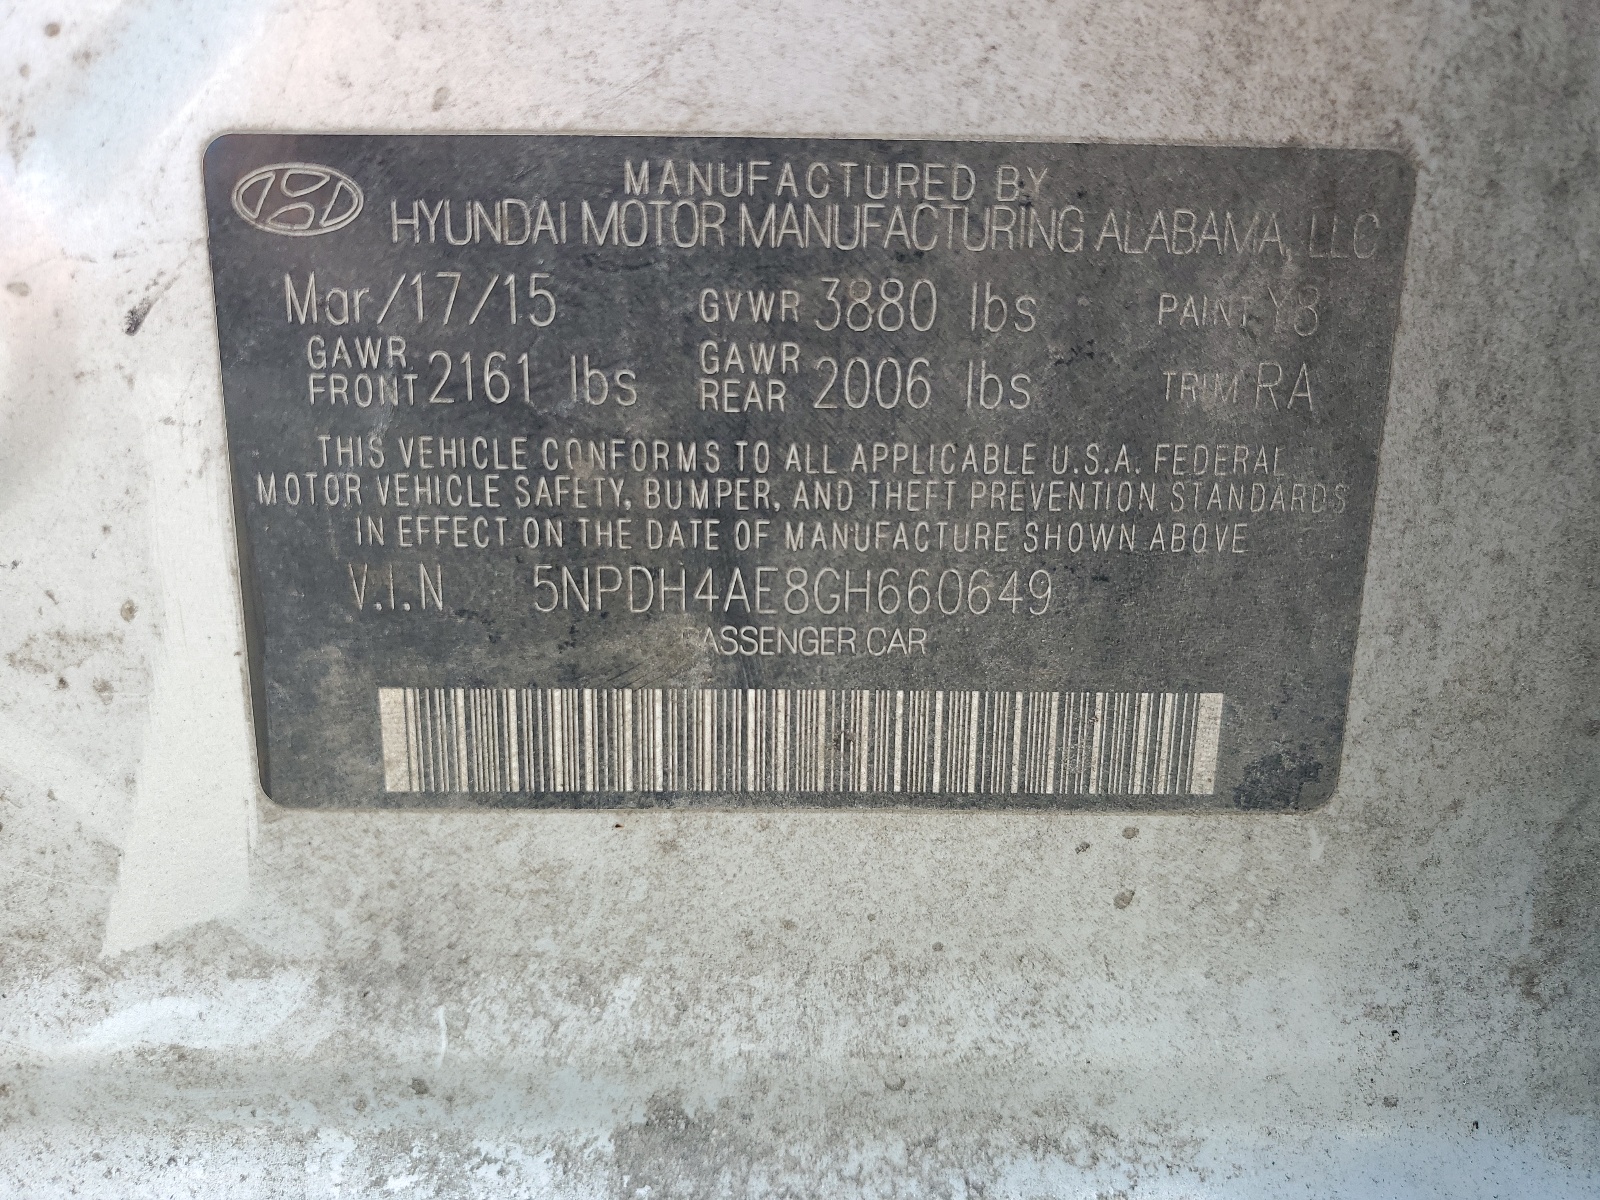 MANUFACTURED BY
HYUNDAI MOTOR MANUFACTURING ALABAMA, LLC
Mar/17/15 GVWR 3880 lbs PAINT Y8
GAWR FRONT 2161 lbs GAWR REAR 2006 lbs TRIM RA
THIS VEHICLE CONFORMS TO ALL APPLICABLE U.S.A. FEDERAL
MOTOR VEHICLE SAFETY, BUMPER, AND THEFT PREVENTION STANDARDS
IN EFFECT ON THE DATE OF MANUFACTURE SHOWN ABOVE
V.I.N 5NPDH4AE8GH660649
PASSENGER CAR